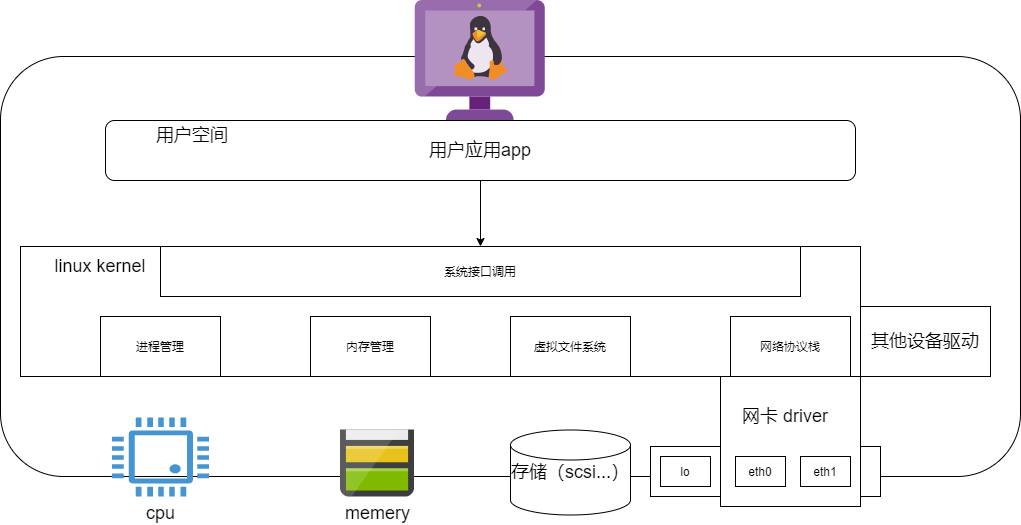 用户空间
用户应用app
linux kernel
系统接口调用
进程管理
内存管理
虚拟文件系统
网络协议栈
其他设备驱动
网卡 driver
存储（scsi...）
lo
eth0
eth1
cpu
memery